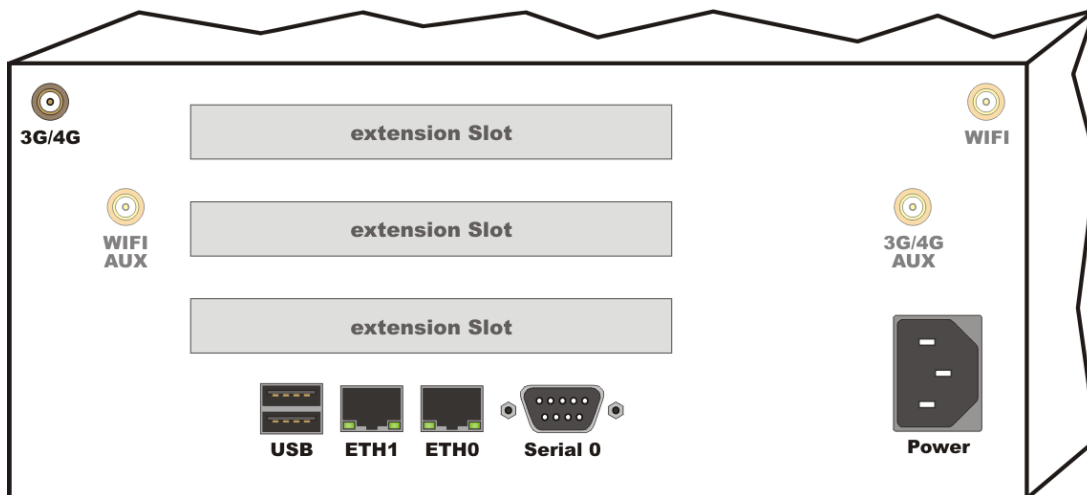 3G/4G
extension Slot
WIFI
WIFI
AUX
extension Slot
3G/4G
AUX
extension Slot
USB
ETH1
ETH0
Serial 0
Power